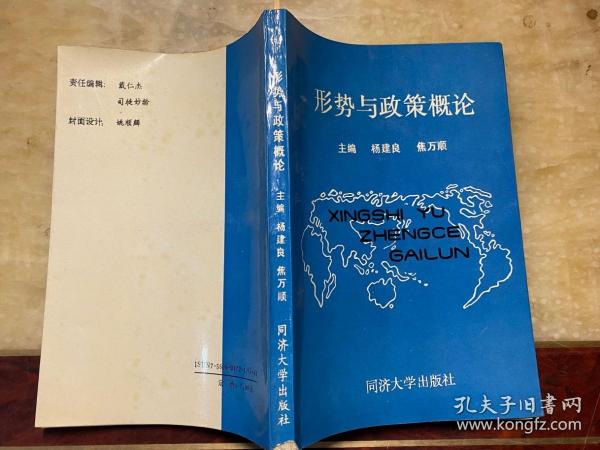 责任编辑： 戴仁杰
司徒妙龄
封面设计： 姚顺麟
形势与政策概论
主编 杨建良 焦万顺
同济大学出版社
形势与政策概论
主编 杨建良 焦万顺
XINGSHI YU
ZHENGCE
GAILUN
同济大学出版社
孔夫子旧书网
www.kongfz.com